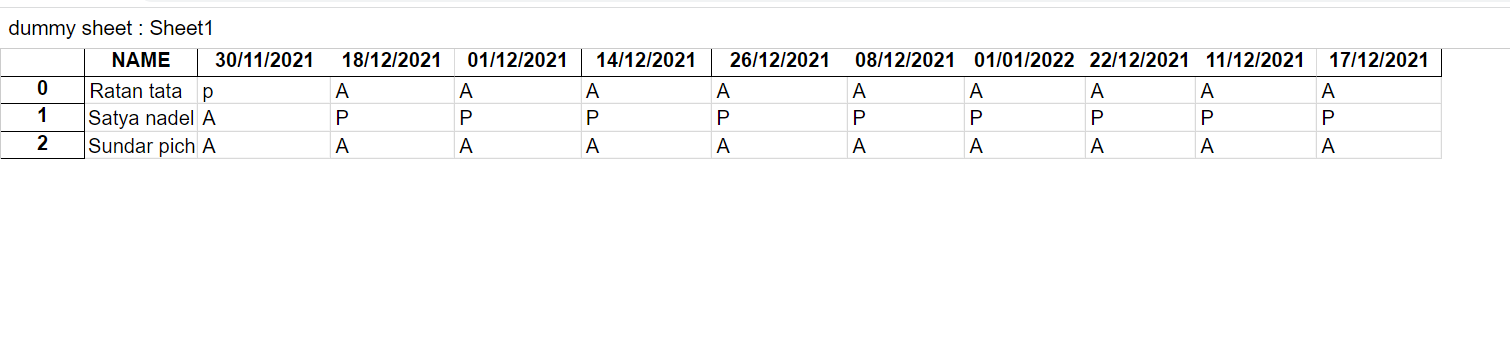 dummy sheet : Sheet1
NAME 30/11/2021 18/12/2021 01/12/2021 14/12/2021 26/12/2021 08/12/2021 01/01/2022 22/12/2021 11/12/2021 17/12/2021
0 Ratan tata p A A A A A A A A A
1 Satya nadel A P P P P P P P P P
2 Sundar pich A A A A A A A A A A